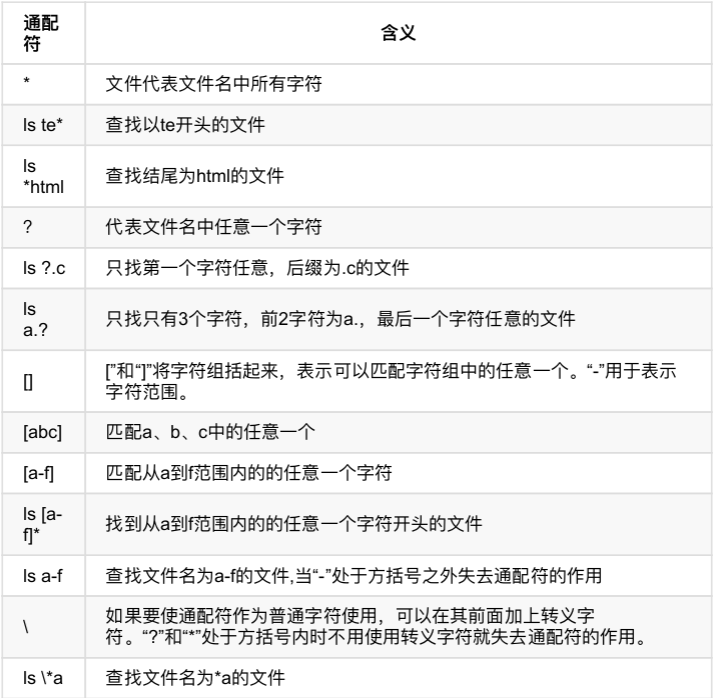 通配
符
含义
*
文件代表文件名中所有字符
ls te*
查找以te开头的文件
ls
*html
查找结尾为html的文件
?
代表文件名中任意一个字符
ls ?.c
只找第一个字符任意，后缀为.c的文件
ls
a.?
只找只有3个字符，前2字符为a.，最后一个字符任意的文件
[]
[”和“]”将字符组括起来，表示可以匹配字符组中的任意一个。“-”用于表示
字符范围。
[abc]
匹配a、b、c中的任意一个
[a-f]
匹配从a到f范围内的的任意一个字符
ls [a-
f]*
找到从a到f范围内的的任意一个字符开头的文件
ls a-f
查找文件名为a-f的文件,当“-”处于方括号之外失去通配符的作用
\
如果要使通配符作为普通字符使用，可以在其前面加上转义字
符。“?”和“*”处于方括号内时不用使用转义字符就失去通配符的作用。
ls \*a
查找文件名为*a的文件